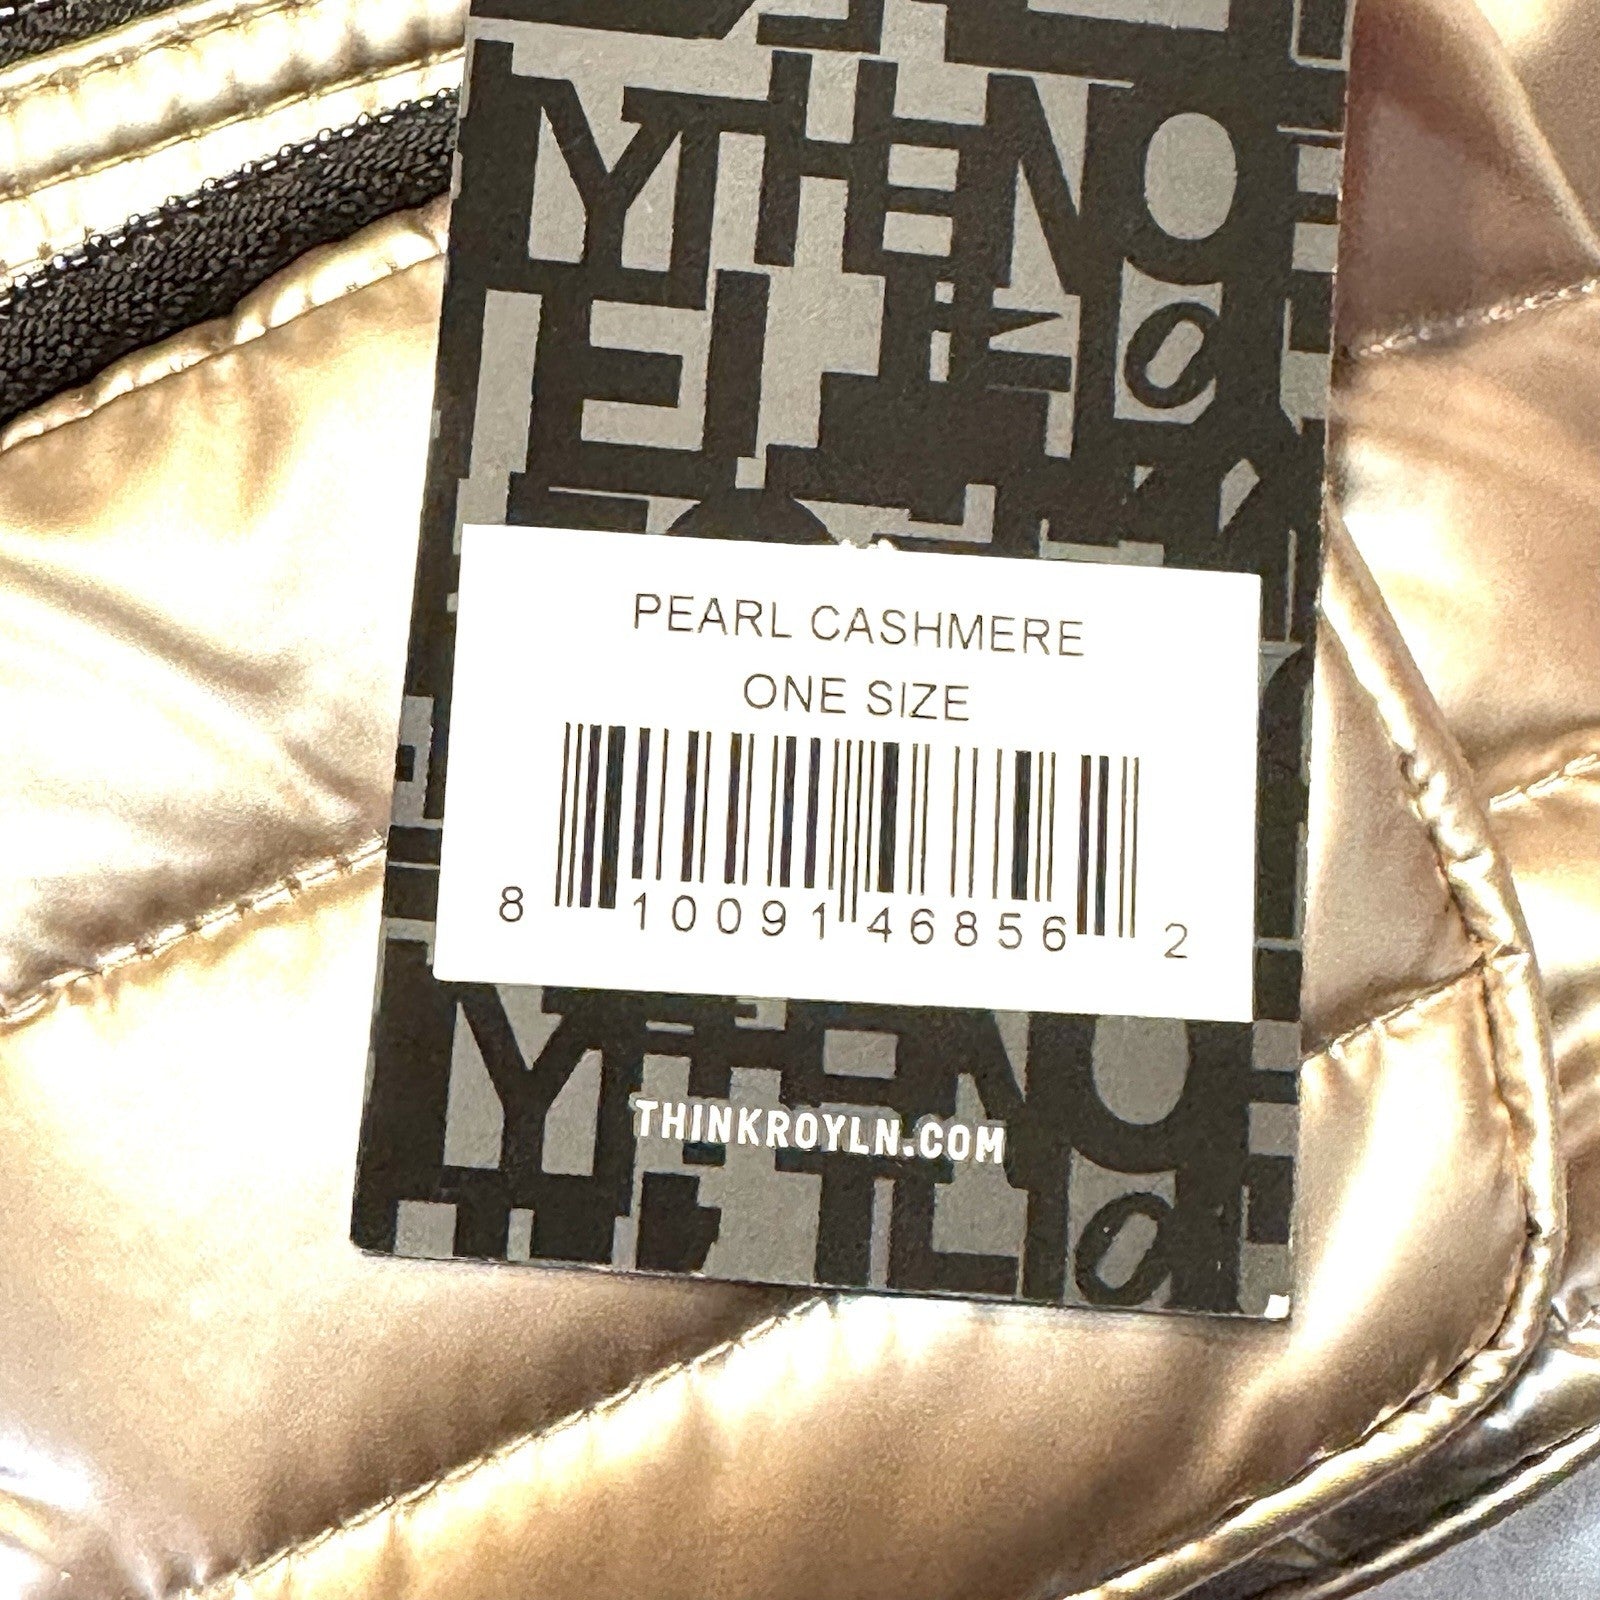 PEARL CASHMERE
ONE SIZE
8 10091 46856 2
THINKROYLN.COM